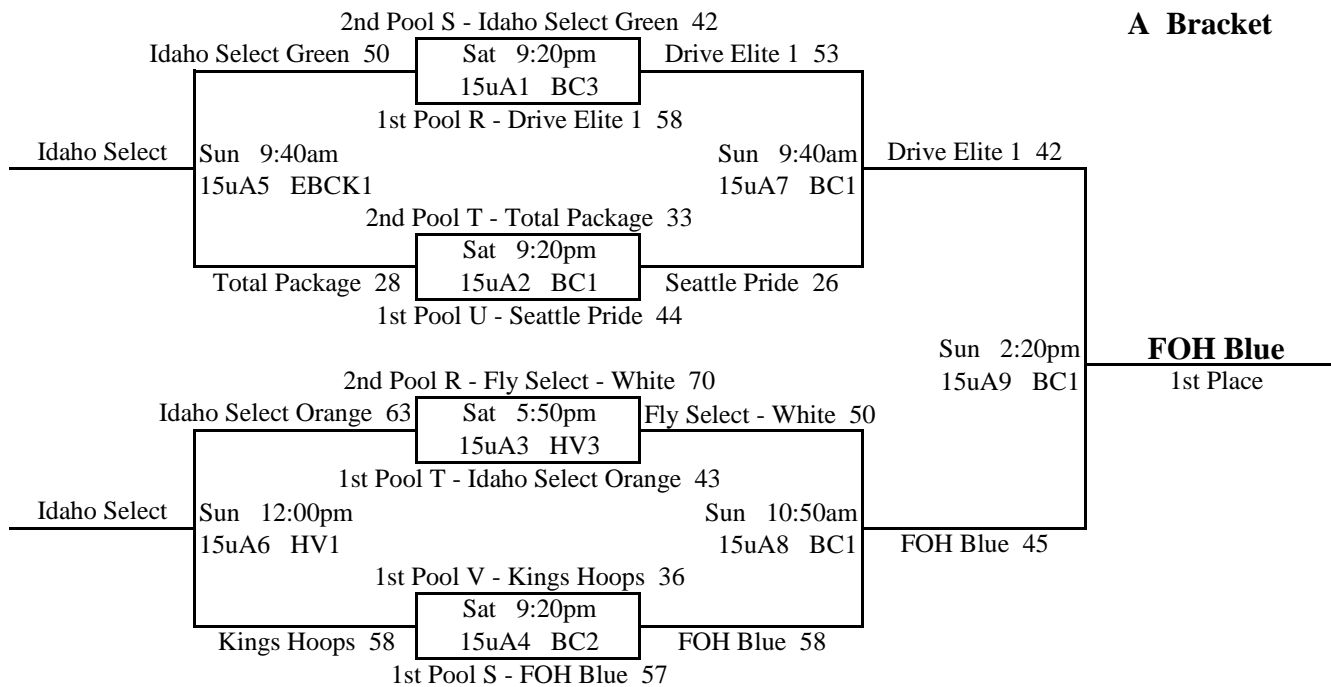 2nd Pool S - Idaho Select Green 42
A Bracket
Idaho Select Green 50
Sat 9:20pm
Drive Elite 1 53
15uA1 BC3
1st Pool R - Drive Elite 1 58
Idaho Select
Sun 9:40am
Sun 9:40am
Drive Elite 1 42
15uA5 EBCK1
15uA7 BC1
2nd Pool T - Total Package 33
Sat 9:20pm
Total Package 28
15uA2 BC1
Seattle Pride 26
1st Pool U - Seattle Pride 44
Sun 2:20pm
FOH Blue
15uA9 BC1
1st Place
2nd Pool R - Fly Select - White 70
Idaho Select Orange 63
Sat 5:50pm
Fly Select - White 50
15uA3 HV3
1st Pool T - Idaho Select Orange 43
Idaho Select
Sun 12:00pm
Sun 10:50am
15uA6 HV1
15uA8 BC1
FOH Blue 45
1st Pool V - Kings Hoops 36
Sat 9:20pm
Kings Hoops 58
15uA4 BC2
FOH Blue 58
1st Pool S - FOH Blue 57